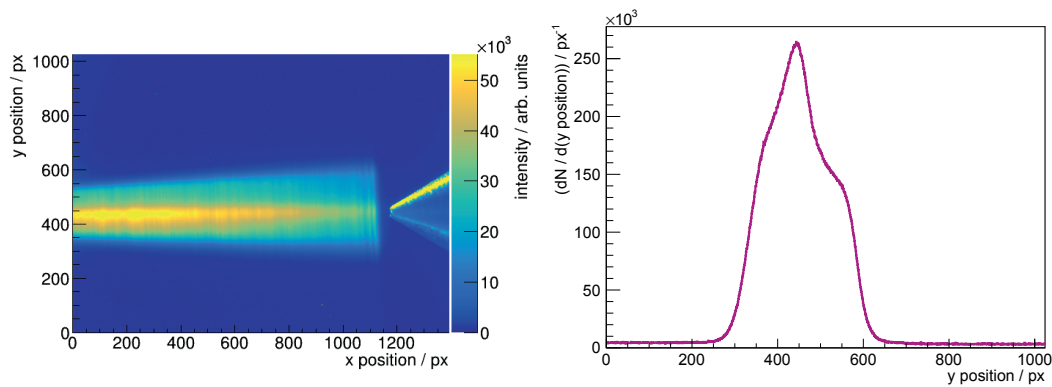 ×10³
1000
800
600
400
200
0
0 200 400 600 800 1000 1200
x position / px
y position / px
50
40
30
20
10
0
intensity / arb. units
×10³
250
200
150
100
50
0
0 200 400 600 800 1000
y position / px
(dN / d(y position)) / px⁻¹